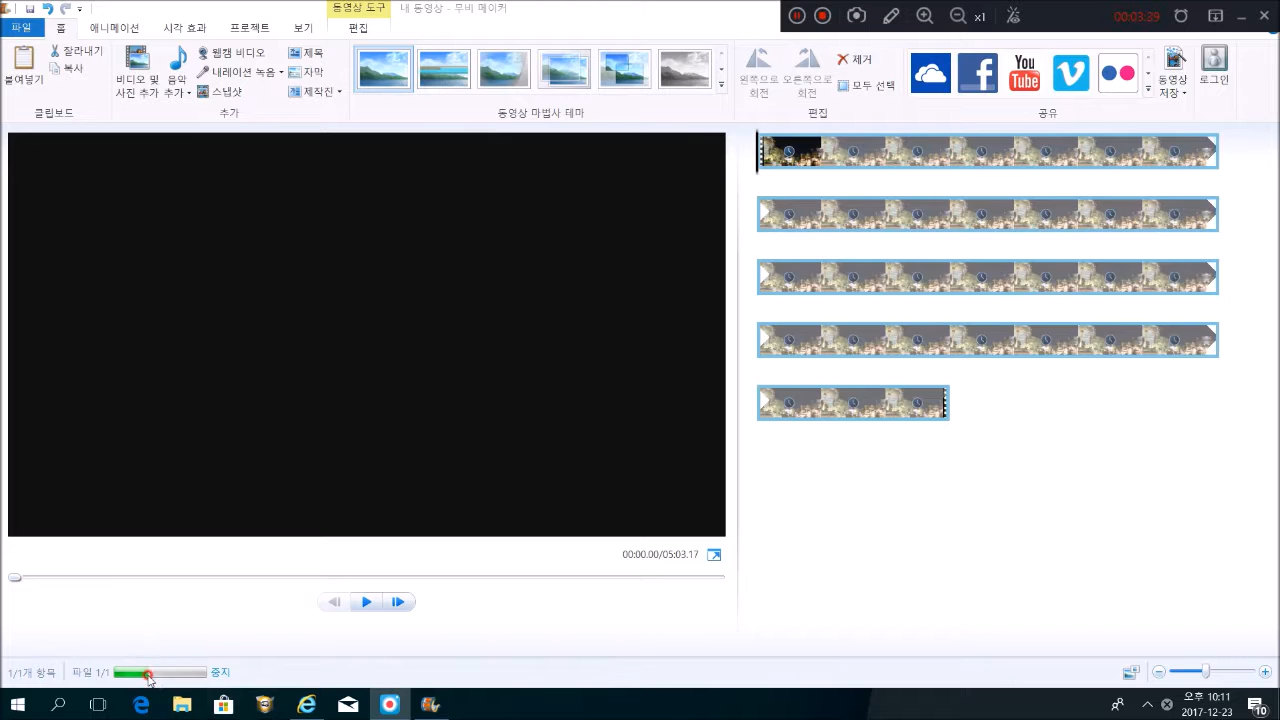 동영상 도구
내 동영상 - 무비 메이커
x1
00:03:39
파일
홈
애니메이션
시각 효과
프로젝트
보기
편집
붙여넣기
잘라내기
복사
클립보드
비디오 및
사진 추가
음악
추가
웹캠 비디오
내레이션 녹음
스냅샷
제목
자막
제작진
추가
동영상 마법사 테마
왼쪽으로
회전
오른쪽으로
회전
제거
모두 선택
편집
f
You
Tube
공유
동영상
저장
로그인
00:00.00/05:03.17
1/1개 항목
파일 1/1
중지
오후 10:11
2017-12-23
10